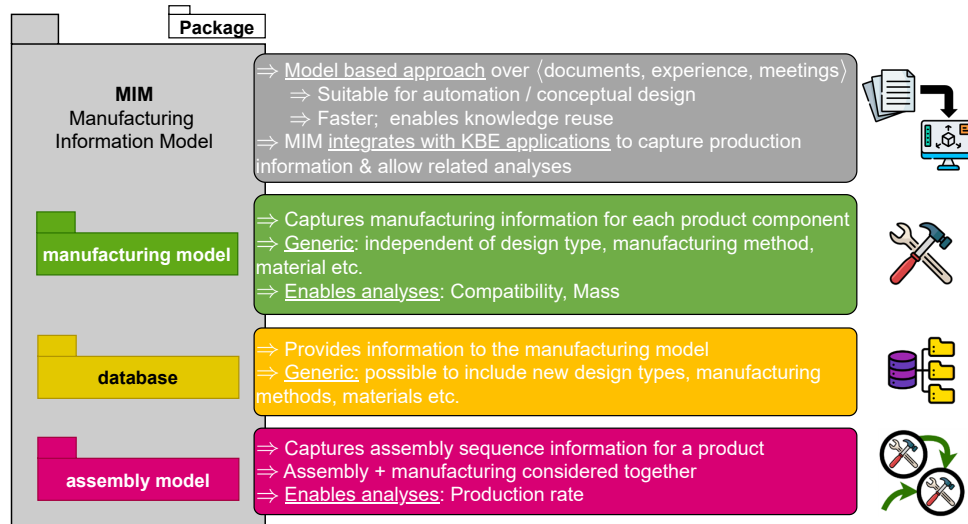 Package
MIM
Manufacturing
Information Model
⇒ Model based approach over ⟨documents, experience, meetings⟩
⇒ Suitable for automation / conceptual design
⇒ Faster; enables knowledge reuse
⇒ MIM integrates with KBE applications to capture production
information & allow related analyses
manufacturing model
⇒ Captures manufacturing information for each product component
⇒ Generic: independent of design type, manufacturing method,
material etc.
⇒ Enables analyses: Compatibility, Mass
database
⇒ Provides information to the manufacturing model
⇒ Generic: possible to include new design types, manufacturing
methods, materials etc.
assembly model
⇒ Captures assembly sequence information for a product
⇒ Assembly + manufacturing considered together
⇒ Enables analyses: Production rate